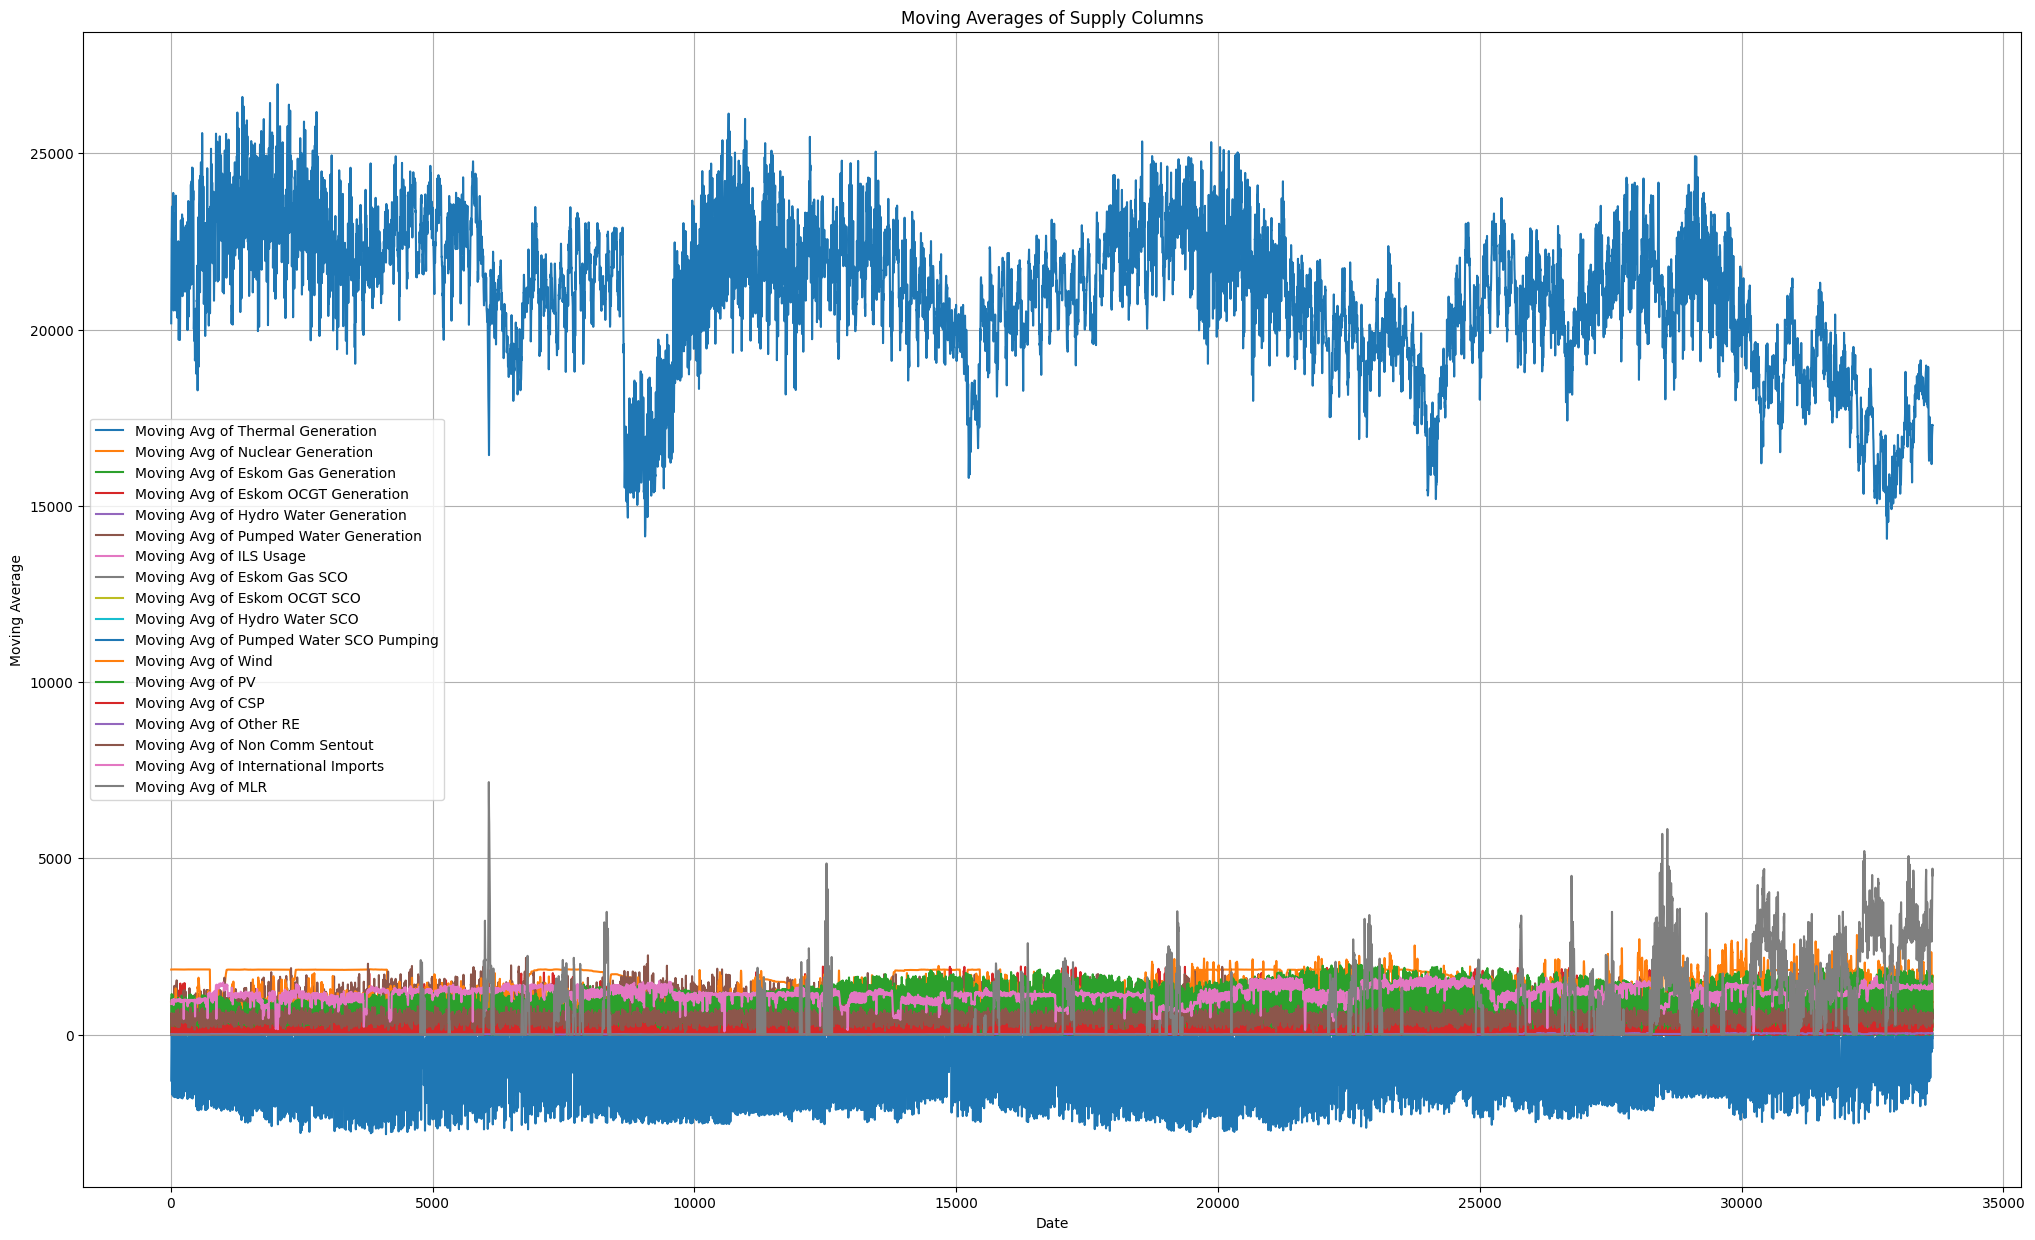 Moving Averages of Supply Columns
Moving Average
25000
20000
15000
10000
5000
0
Moving Avg of Thermal Generation
Moving Avg of Nuclear Generation
Moving Avg of Eskom Gas Generation
Moving Avg of Eskom OCGT Generation
Moving Avg of Hydro Water Generation
Moving Avg of Pumped Water Generation
Moving Avg of ILS Usage
Moving Avg of Eskom Gas SCO
Moving Avg of Eskom OCGT SCO
Moving Avg of Hydro Water SCO
Moving Avg of Pumped Water SCO Pumping
Moving Avg of Wind
Moving Avg of PV
Moving Avg of CSP
Moving Avg of Other RE
Moving Avg of Non Comm Sentout
Moving Avg of International Imports
Moving Avg of MLR
0 5000 10000 15000 20000 25000 30000 35000
Date